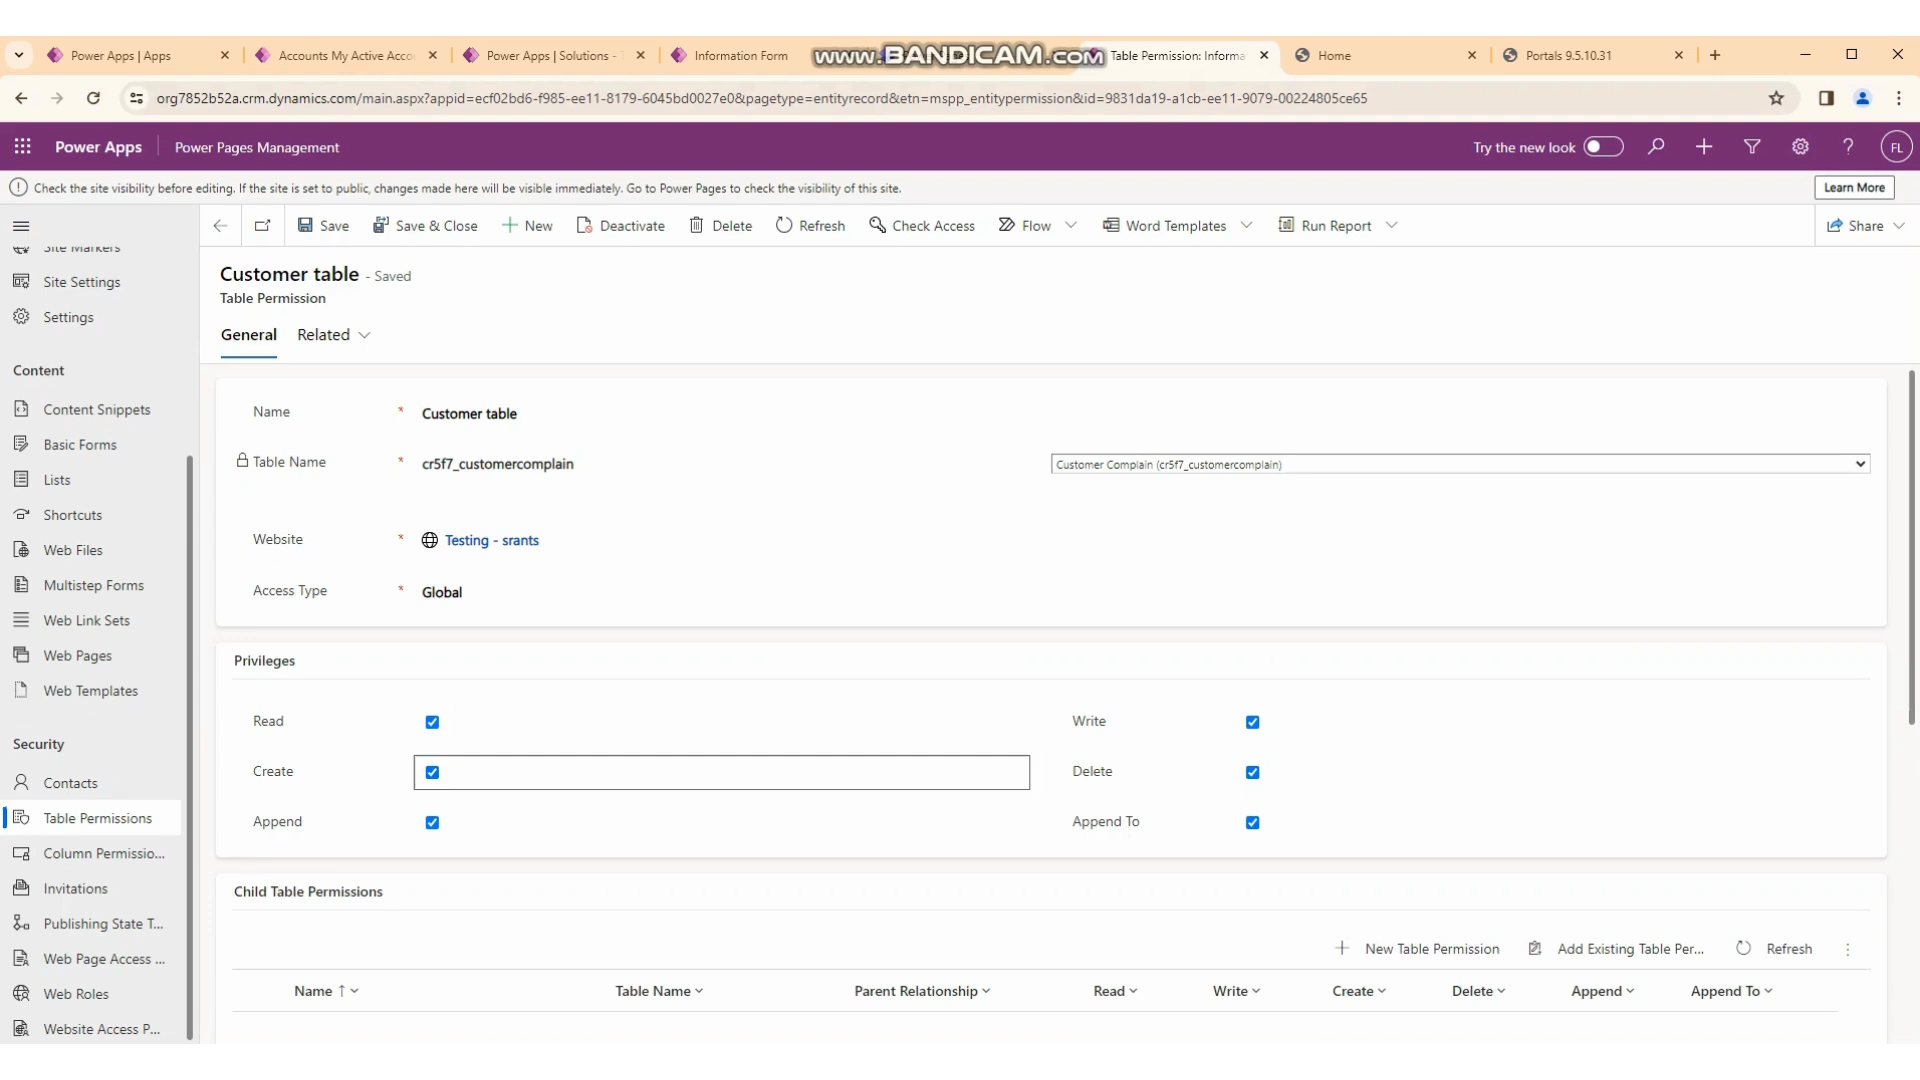 Power Apps | Apps
Accounts My Active Acco
Power Apps | Solutions -
Information Form
www.BANDICAM.com
Table Permission: Informa
Home
Portals 9.5.10.31
org7852b52a.crm.dynamics.com/main.aspx?appid=ecf02bd6-f985-ee11-8179-6045bd0027e0&pagetype=entityrecord&etn=mspp_entitypermission&id=9831da19-a1cb-ee11-9079-00224805ce65
Power Apps
Power Pages Management
Try the new look
FL
Check the site visibility before editing. If the site is set to public, changes made here will be visible immediately. Go to Power Pages to check the visibility of this site.
Learn More
Save
Save & Close
New
Deactivate
Delete
Refresh
Check Access
Flow
Word Templates
Run Report
Share
Site Markers
Site Settings
Settings
Content
Content Snippets
Basic Forms
Lists
Shortcuts
Web Files
Multistep Forms
Web Link Sets
Web Pages
Web Templates
Security
Contacts
Table Permissions
Column Permissio...
Invitations
Publishing State T...
Web Page Access ...
Web Roles
Website Access P...
Customer table - Saved
Table Permission
General
Related
Name * Customer table
Table Name * cr5f7_customercomplain
Customer Complain (cr5f7_customercomplain)
Website * Testing - srants
Access Type * Global
Privileges
Read
Write
Create
Delete
Append
Append To
Child Table Permissions
New Table Permission
Add Existing Table Per...
Refresh
Name ↑
Table Name
Parent Relationship
Read
Write
Create
Delete
Append
Append To